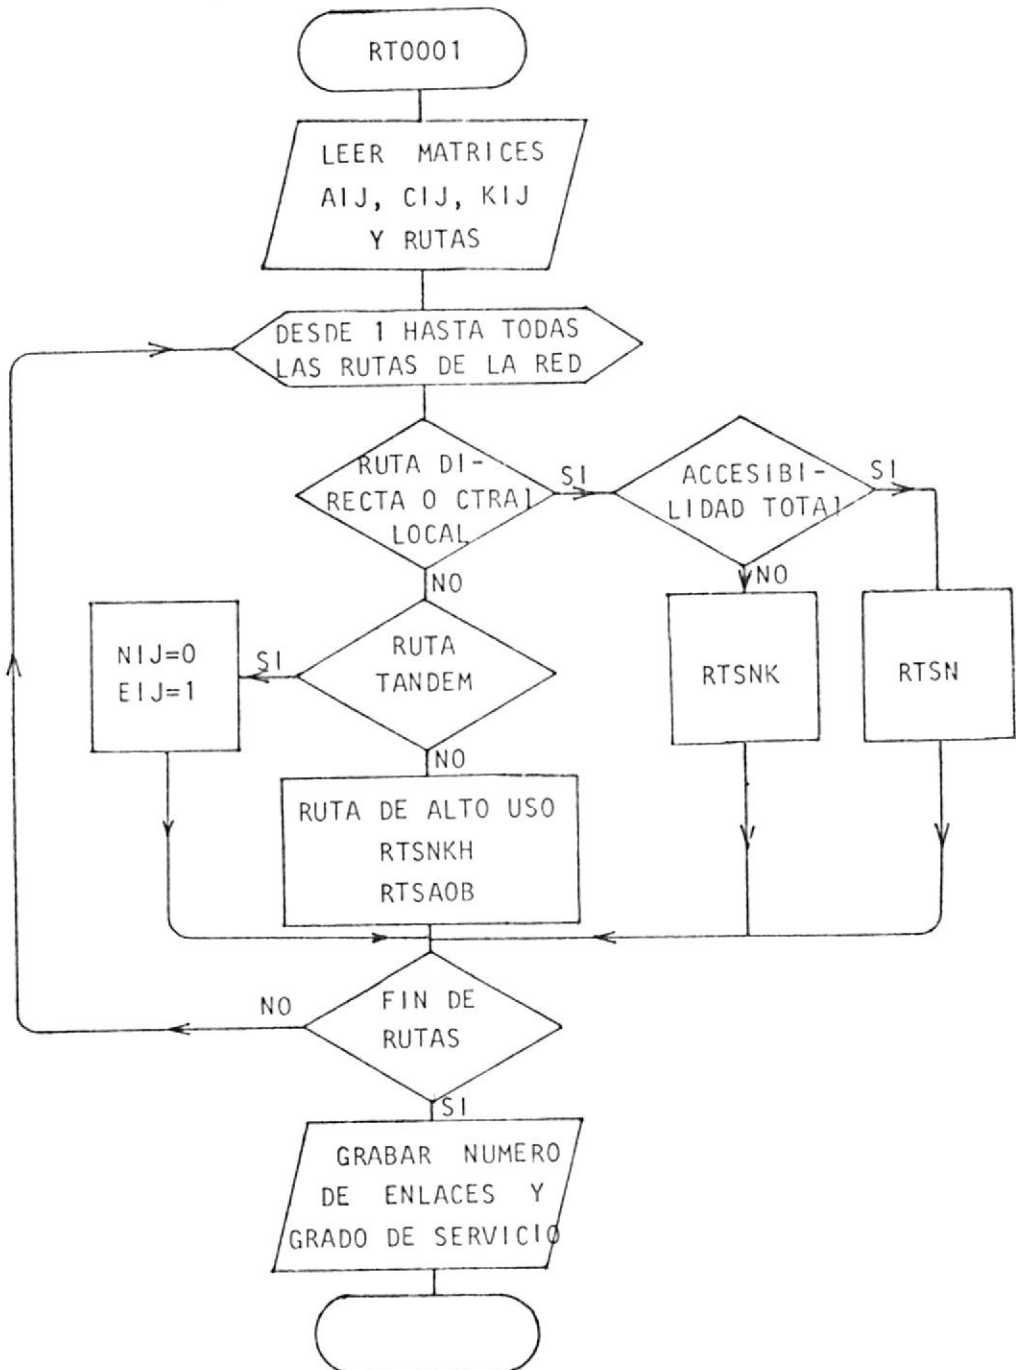 RT0001
LEER MATRICES
AIJ, CIJ, KIJ
Y RUTAS
DESDE 1 HASTA TODAS
LAS RUTAS DE LA RED
RUTA DI-
RECTA O CTRAL
LOCAL
SI
ACCESIBI-
LIDAD TOTAL
SI
NO
NO
NIJ=0
EIJ=1
SI
RUTA
TANDEM
RTSNK
RTSN
NO
RUTA DE ALTO USO
RTSNKH
RTSAOB
NO
FIN DE
RUTAS
SI
GRABAR NUMERO
DE ENLACES Y
GRADO DE SERVICIO